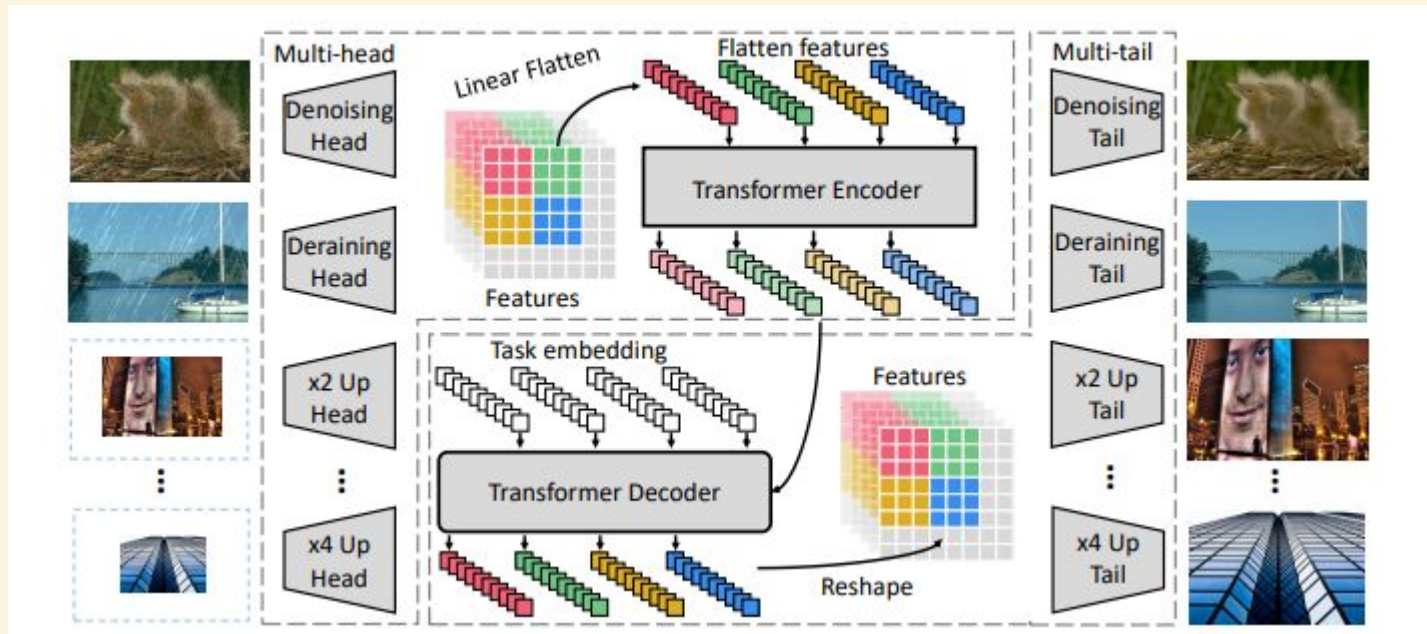 Multi-head
Denoising
Head
Deraining
Head
x2 Up
Head
...
x4 Up
Head
Linear Flatten
Flatten features
Features
Transformer Encoder
Task embedding
Transformer Decoder
Features
Reshape
Multi-tail
Denoising
Tail
Deraining
Tail
x2 Up
Tail
...
x4 Up
Tail